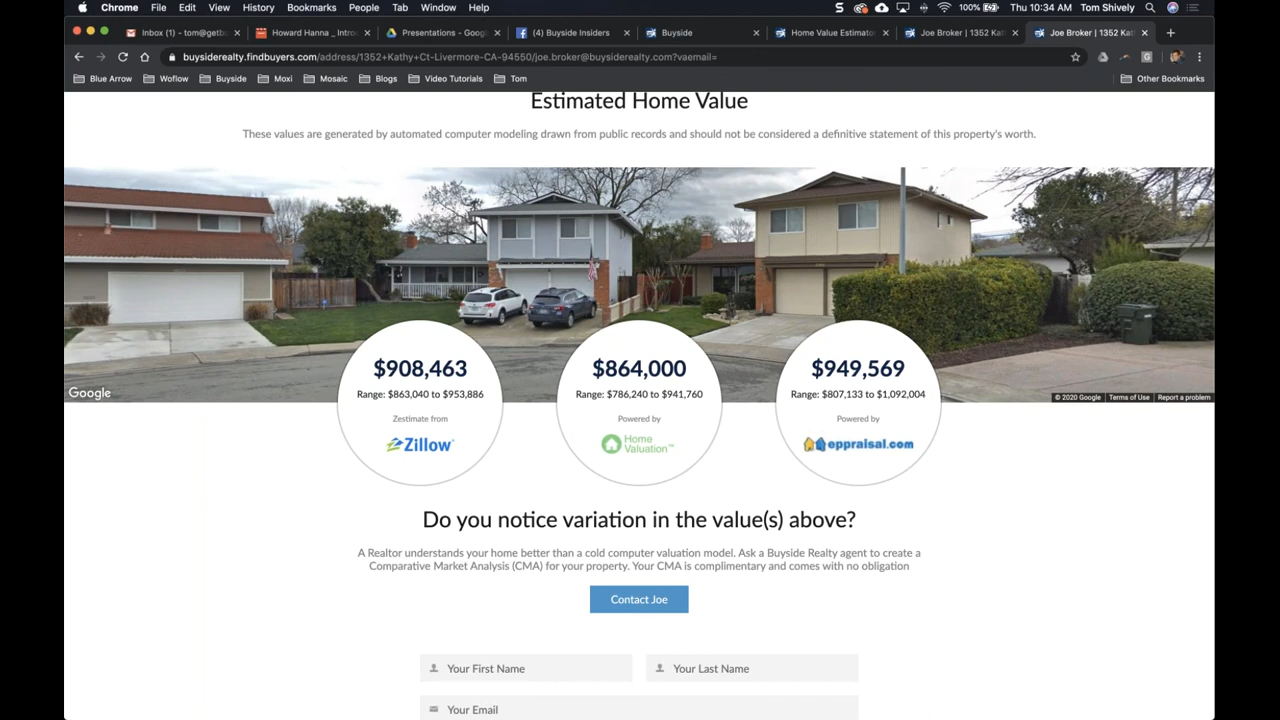 Chrome File Edit View History Bookmarks People Tab Window Help
100% Thu 10:34 AM Tom Shively
Inbox (1) - tom@getb
Howard Hanna _ Intro
Presentations - Goog
(4) Buyside Insiders
Buyside
Home Value Estimator
Joe Broker | 1352 Kat
Joe Broker | 1352 Kat
buysiderealty.findbuyers.com/address/1352+Kathy+Ct-Livermore-CA-94550/joe.broker@buysiderealty.com?vaemail=
Blue Arrow Woflow Buyside Moxi Mosaic Blogs Video Tutorials Tom Other Bookmarks
Estimated Home Value
These values are generated by automated computer modeling drawn from public records and should not be considered a definitive statement of this property's worth.
Google
© 2020 Google Terms of Use Report a problem
$908,463
Range: $863,040 to $953,886
Zestimate from
Zillow
$864,000
Range: $786,240 to $941,760
Powered by
Home
Valuation™
$949,569
Range: $807,133 to $1,092,004
Powered by
eppraisal.com
Do you notice variation in the value(s) above?
A Realtor understands your home better than a cold computer valuation model. Ask a Buyside Realty agent to create a
Comparative Market Analysis (CMA) for your property. Your CMA is complimentary and comes with no obligation
Contact Joe
Your First Name
Your Last Name
Your Email